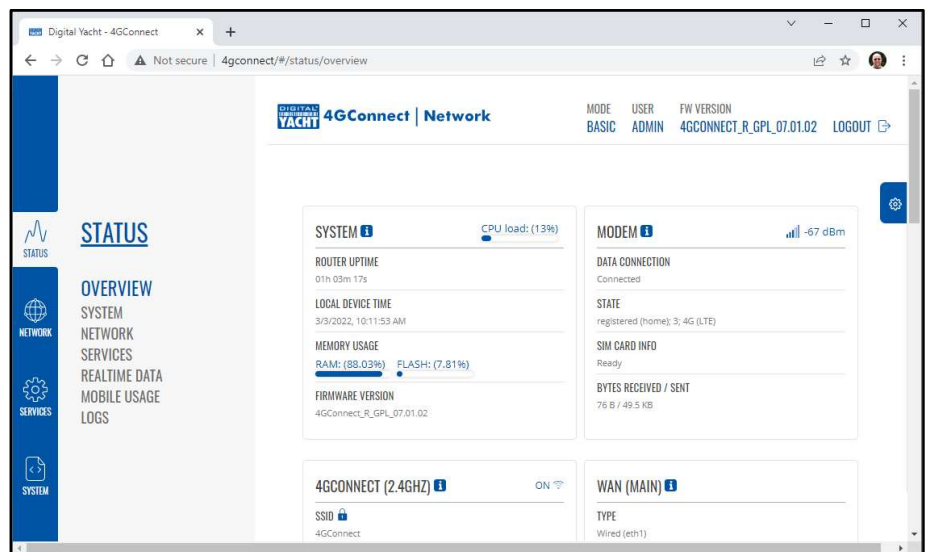 Digital Yacht - 4GConnect
Not secure | 4gconnect/#/status/overview
DIGITAL YACHT 4GConnect | Network
MODE USER FW VERSION
BASIC ADMIN 4GCONNECT_R_GPL_07.01.02 LOGOUT
STATUS
NETWORK
SERVICES
SYSTEM
STATUS
OVERVIEW
SYSTEM
NETWORK
SERVICES
REALTIME DATA
MOBILE USAGE
LOGS
SYSTEM CPU load: (13%)
ROUTER UPTIME
01h 03m 17s
LOCAL DEVICE TIME
3/3/2022, 10:11:53 AM
MEMORY USAGE
RAM: (88.03%) FLASH: (7.81%)
FIRMWARE VERSION
4GConnect_R_GPL_07.01.02
MODEM -67 dBm
DATA CONNECTION
Connected
STATE
registered (home); 3; 4G (LTE)
SIM CARD INFO
Ready
BYTES RECEIVED / SENT
76 B / 49.5 KB
4GCONNECT (2.4GHZ) ON
SSID
4GConnect
WAN (MAIN)
TYPE
Wired (eth1)